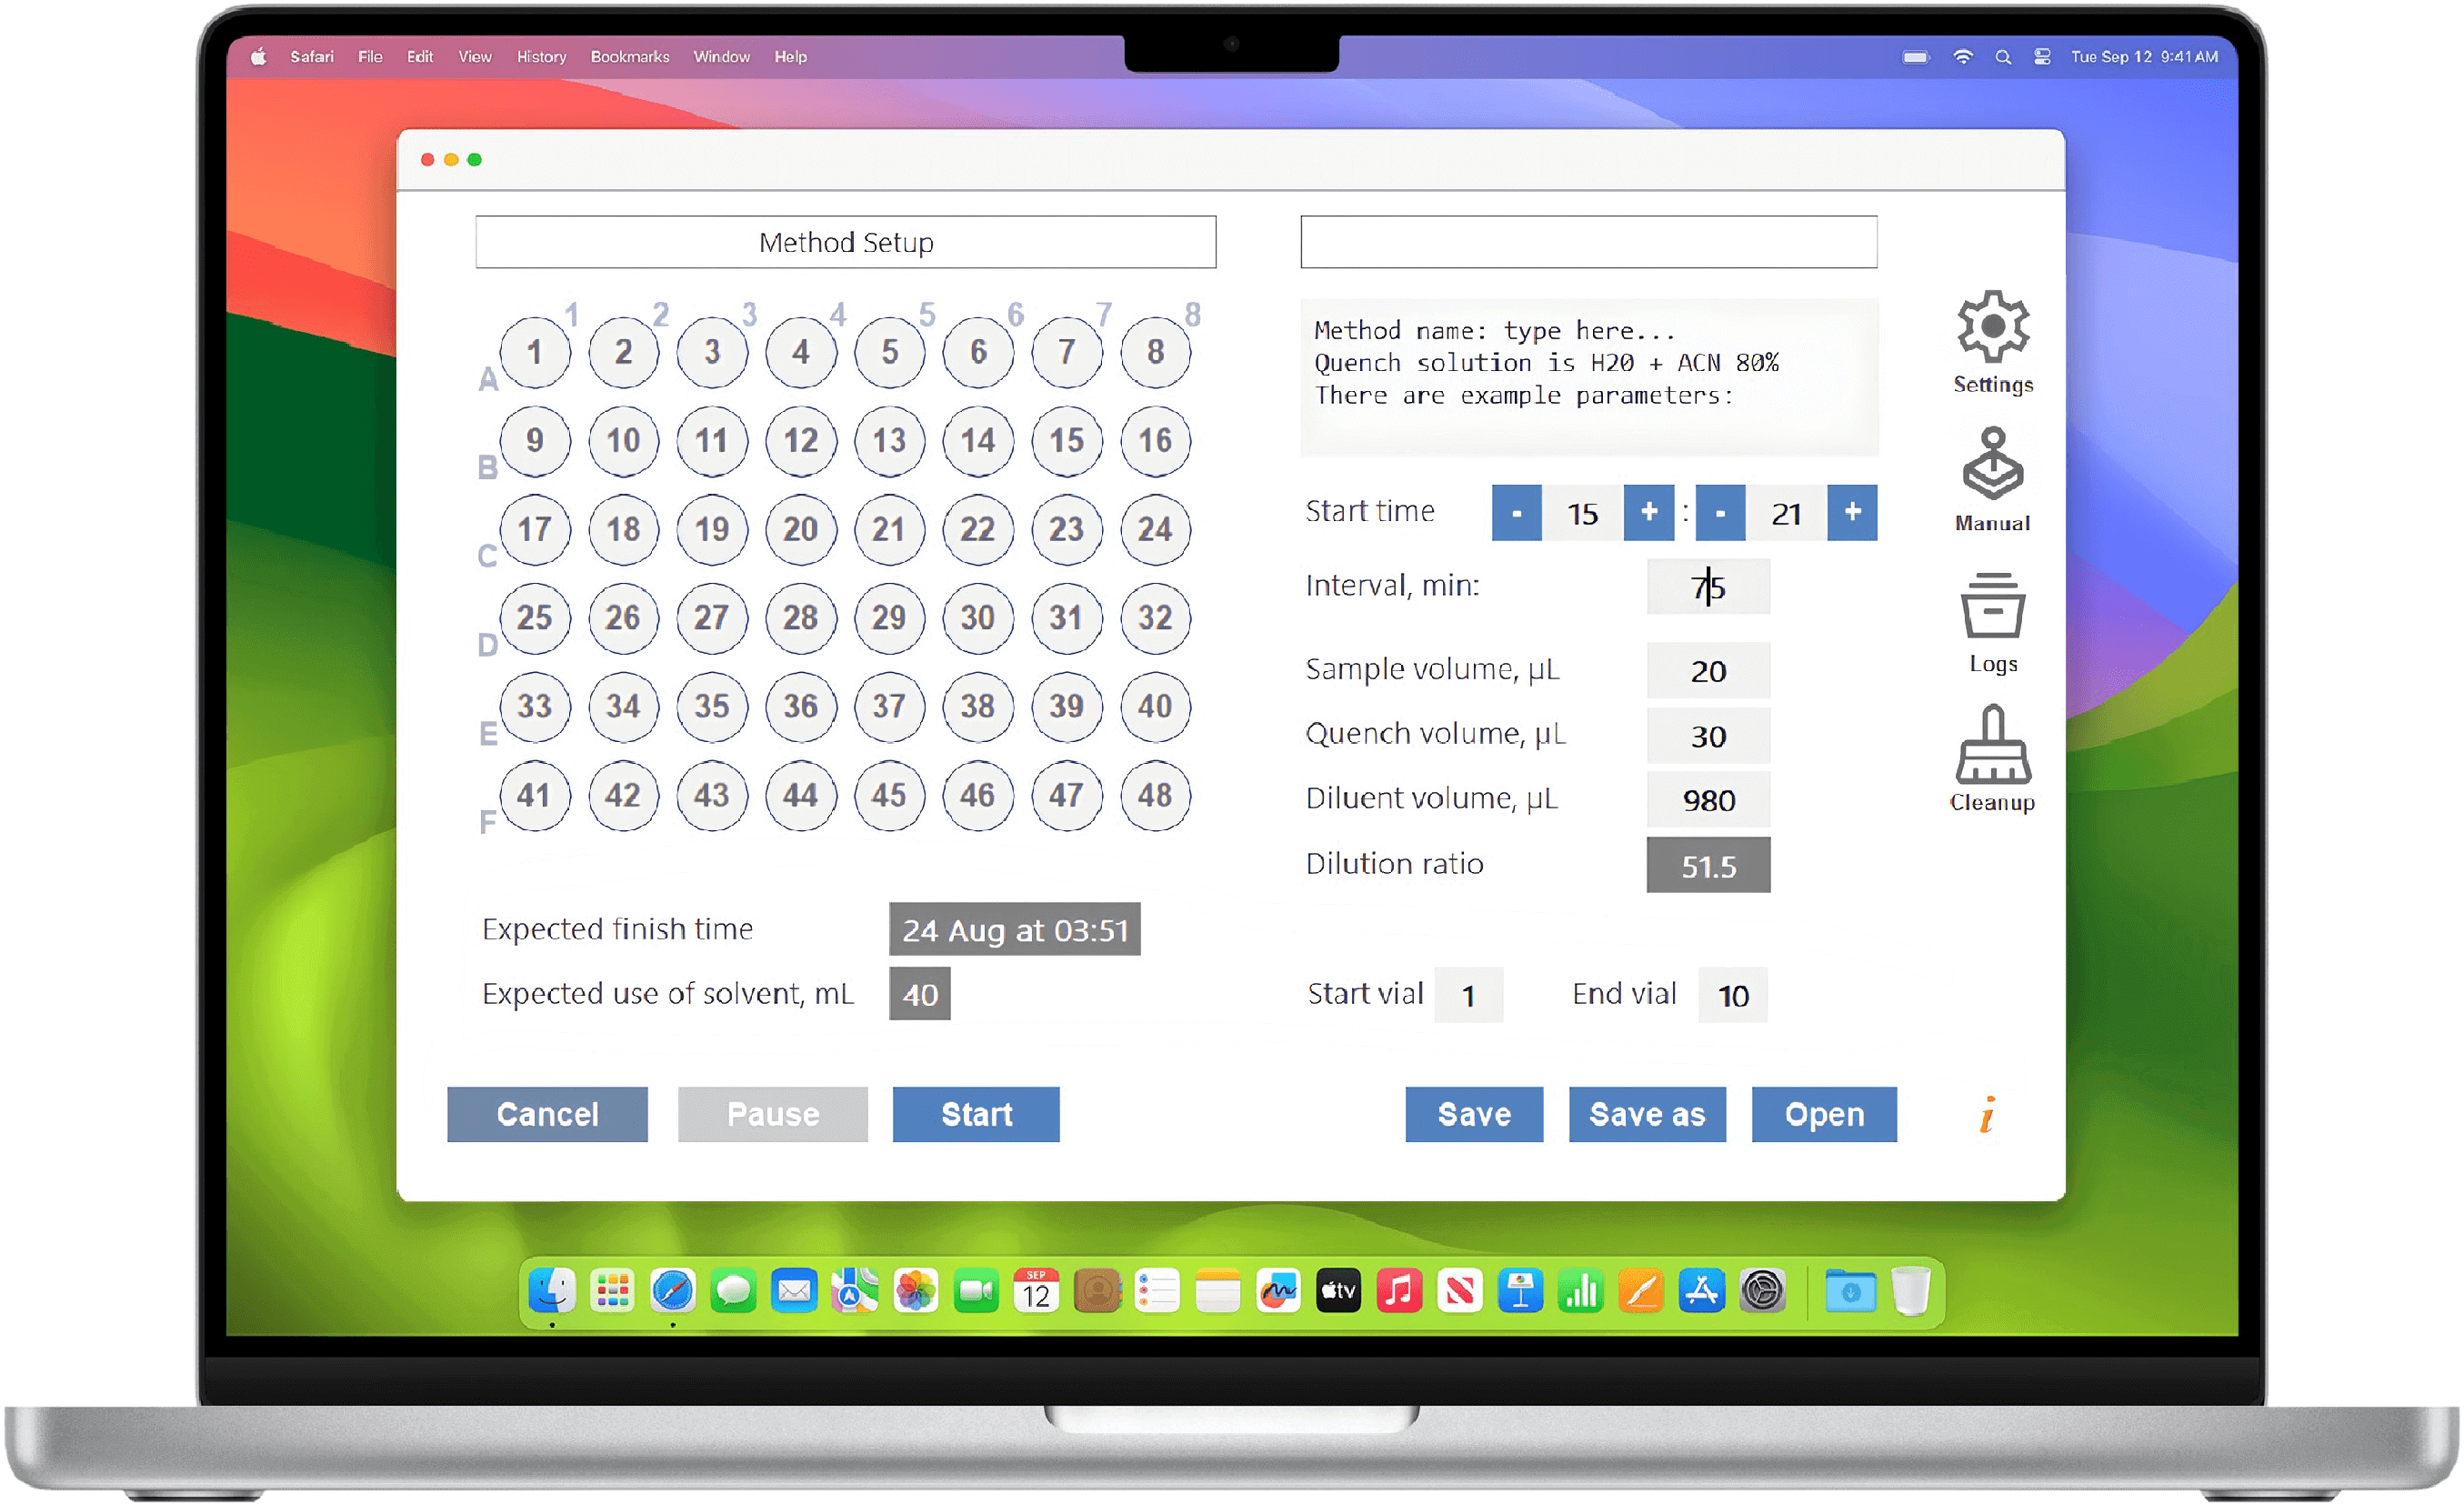 Safari File Edit View History Bookmarks Window Help Tue Sep 12 9:41 AM
Method Setup
1 2 3 4 5 6 7 8
A 1 2 3 4 5 6 7 8
B 9 10 11 12 13 14 15 16
C 17 18 19 20 21 22 23 24
D 25 26 27 28 29 30 31 32
E 33 34 35 36 37 38 39 40
F 41 42 43 44 45 46 47 48
Expected finish time 24 Aug at 03:51
Expected use of solvent, mL 40
Cancel Pause Start
Method name: type here...
Quench solution is H20 + ACN 80%
There are example parameters:
Start time - 15 + : - 21 +
Interval, min: 75
Sample volume, µL 20
Quench volume, µL 30
Diluent volume, µL 980
Dilution ratio 51.5
Start vial 1 End vial 10
Save Save as Open i
Settings
Manual
Logs
Cleanup
SEP
12
tv